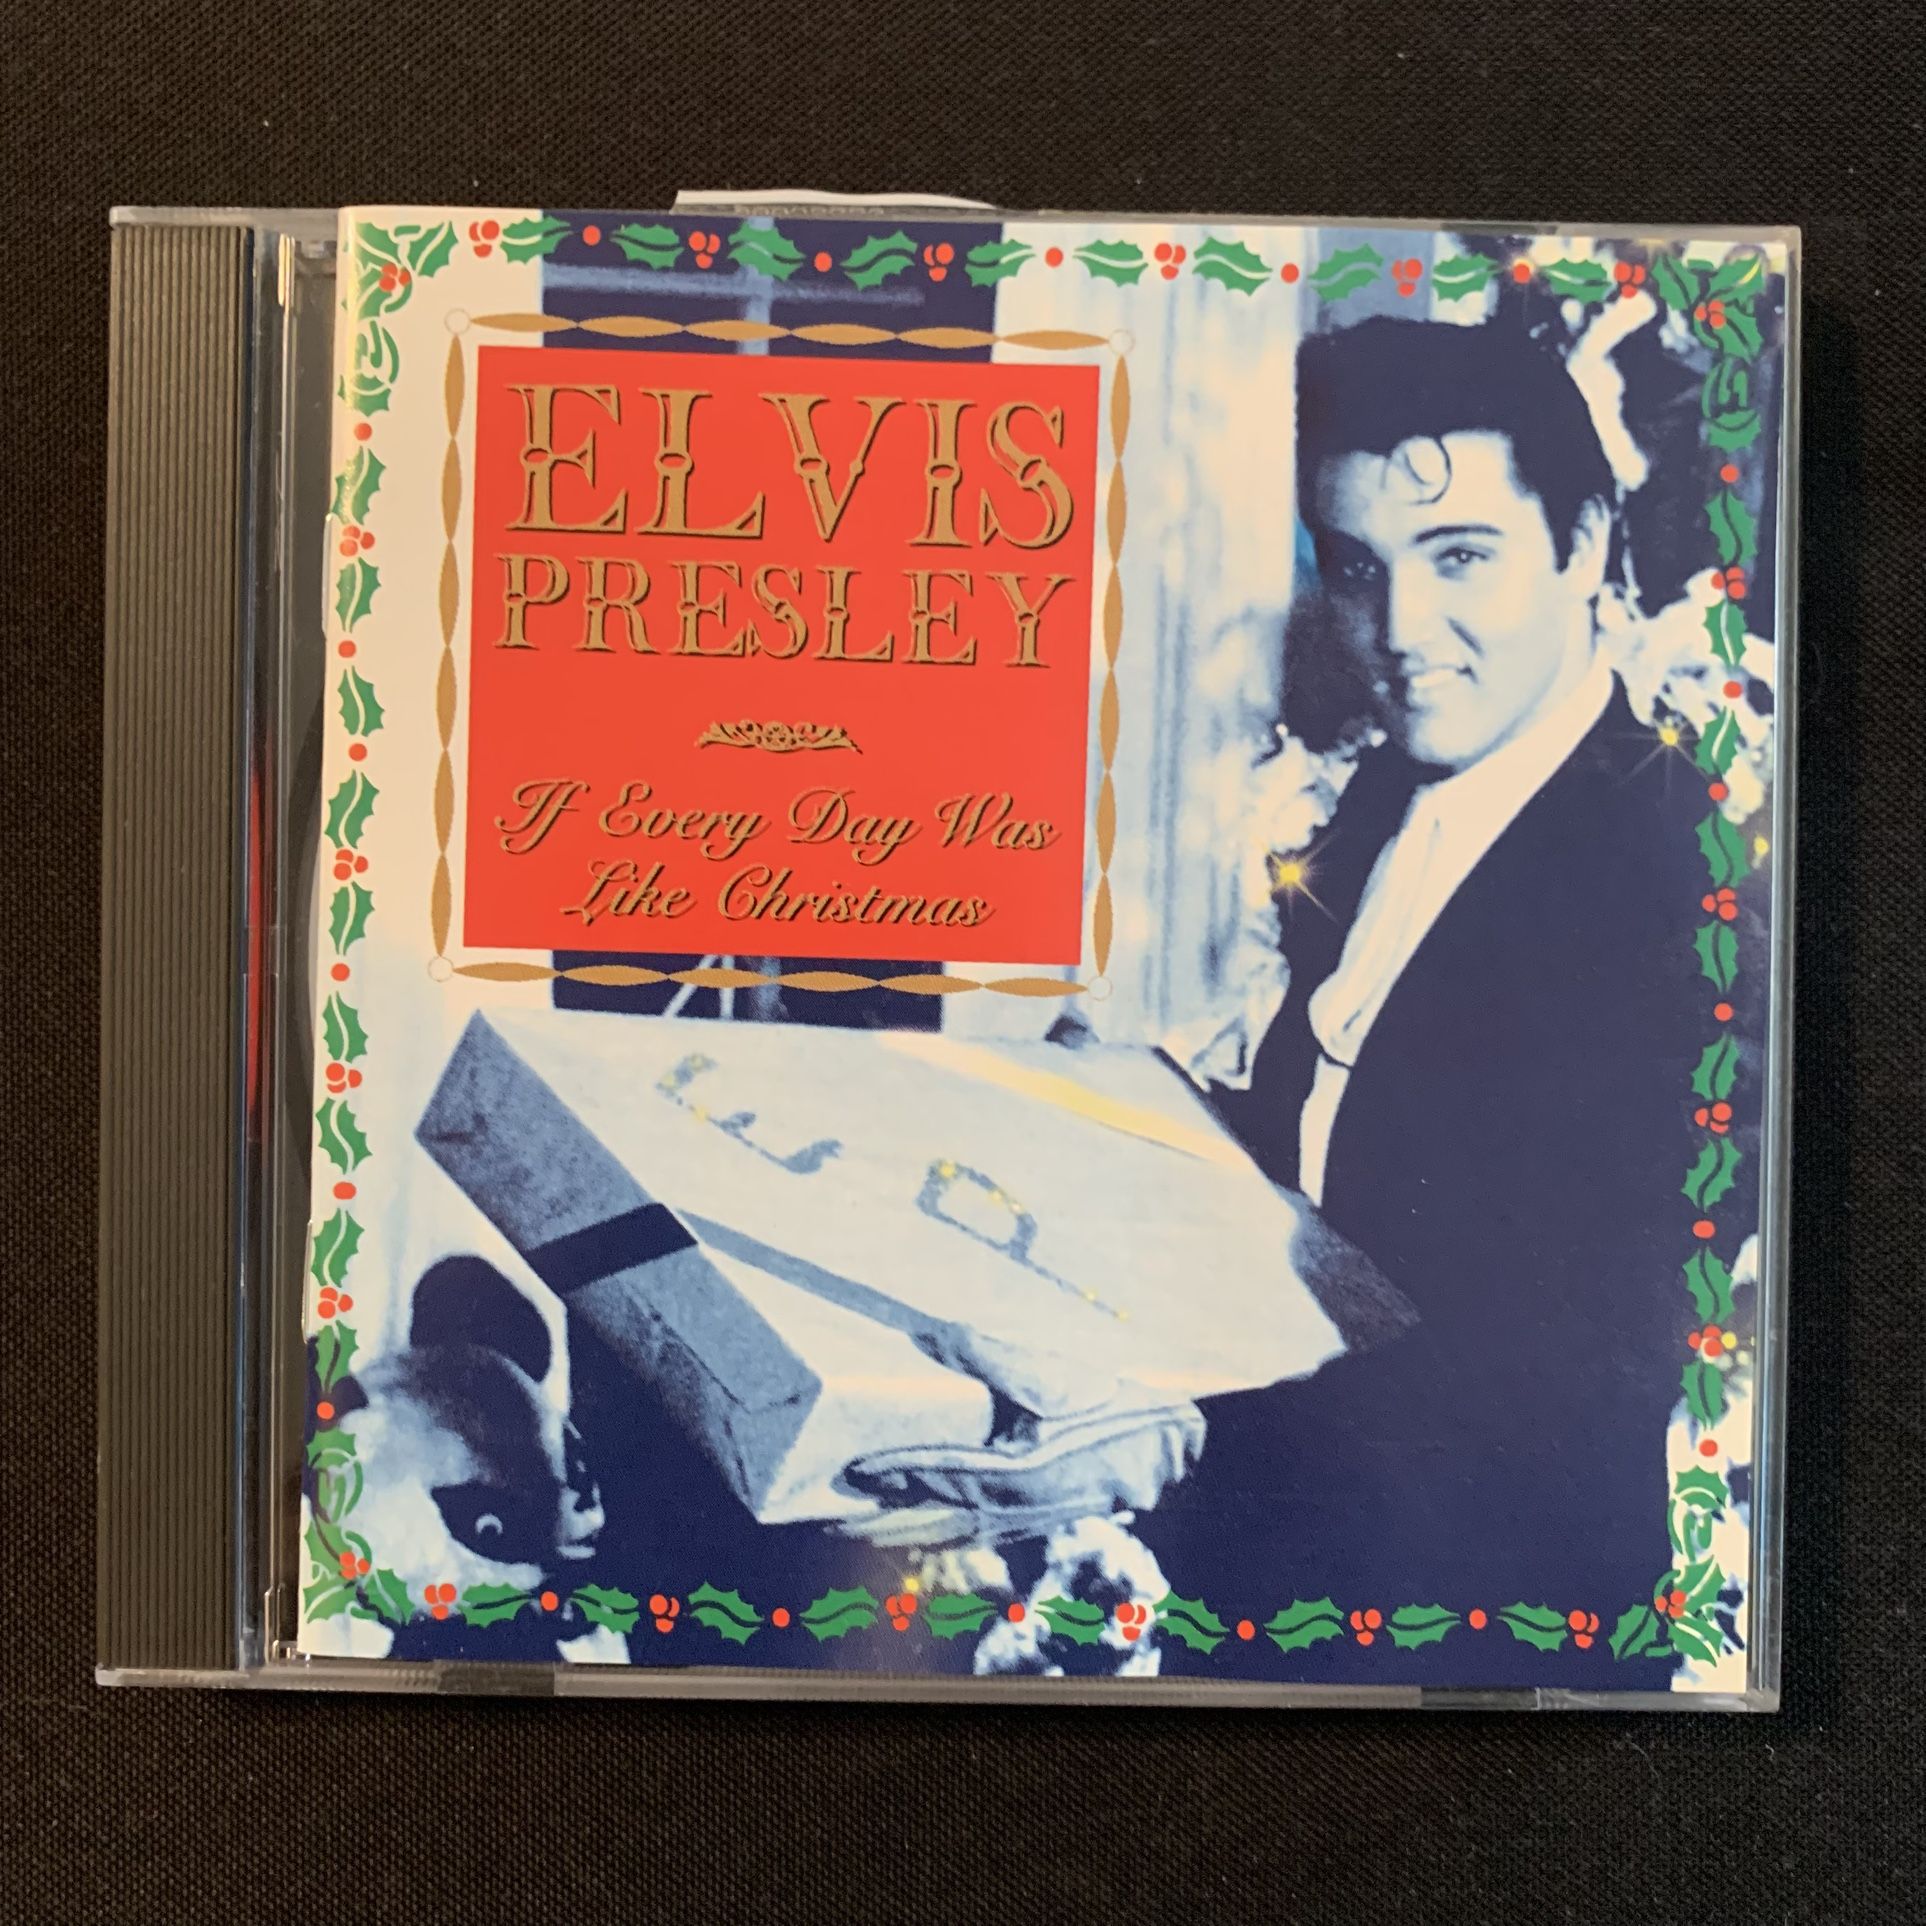 ELVIS
PRESLEY
If Every Day Was
Like Christmas